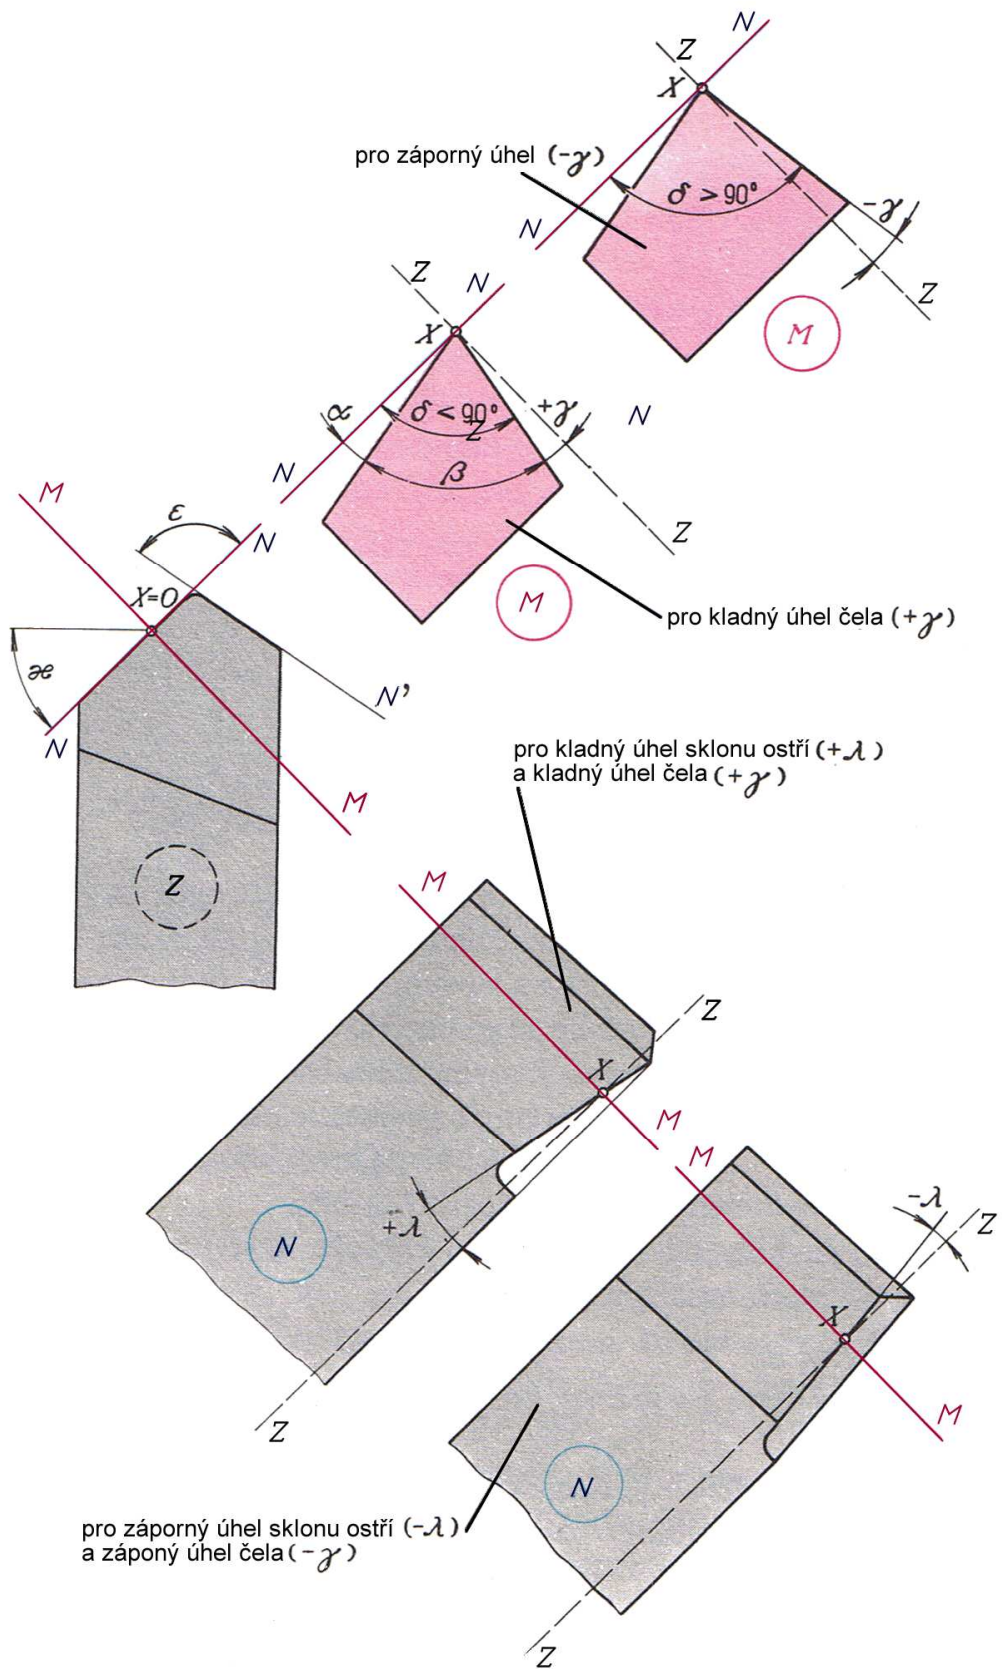 N
Z
X
pro záporný úhel (-γ)
δ > 90°
-γ
N
Z
M
Z
N
X
α
δ < 90°
Z
+γ
N
β
N
Z
M
ε
N
M
X=O
pro kladný úhel čela (+γ)
æ
N'
N
pro kladný úhel sklonu ostří (+λ)
a kladný úhel čela (+γ)
M
Z
M
Z
X
M
M
-λ
Z
+λ
N
X
M
Z
N
pro záporný úhel sklonu ostří (-λ)
a záponý úhel čela (-γ)
Z